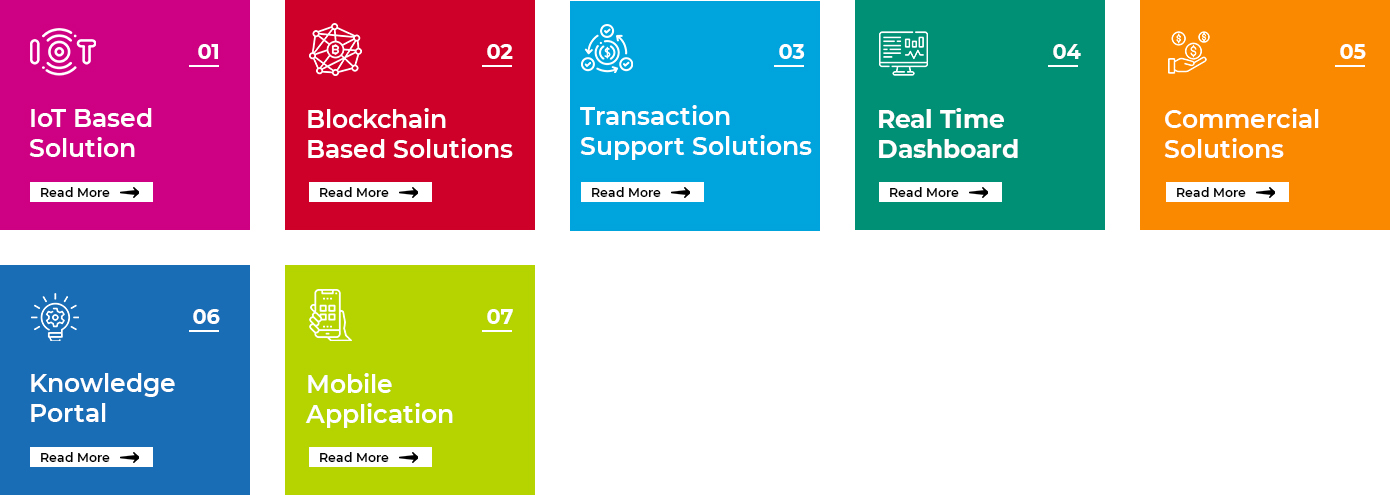 IoT
01
IoT Based
Solution
Read More
02
Blockchain
Based Solutions
Read More
03
Transaction
Support Solutions
Read More
04
Real Time
Dashboard
Read More
05
Commercial
Solutions
Read More
06
Knowledge
Portal
Read More
07
Mobile
Application
Read More